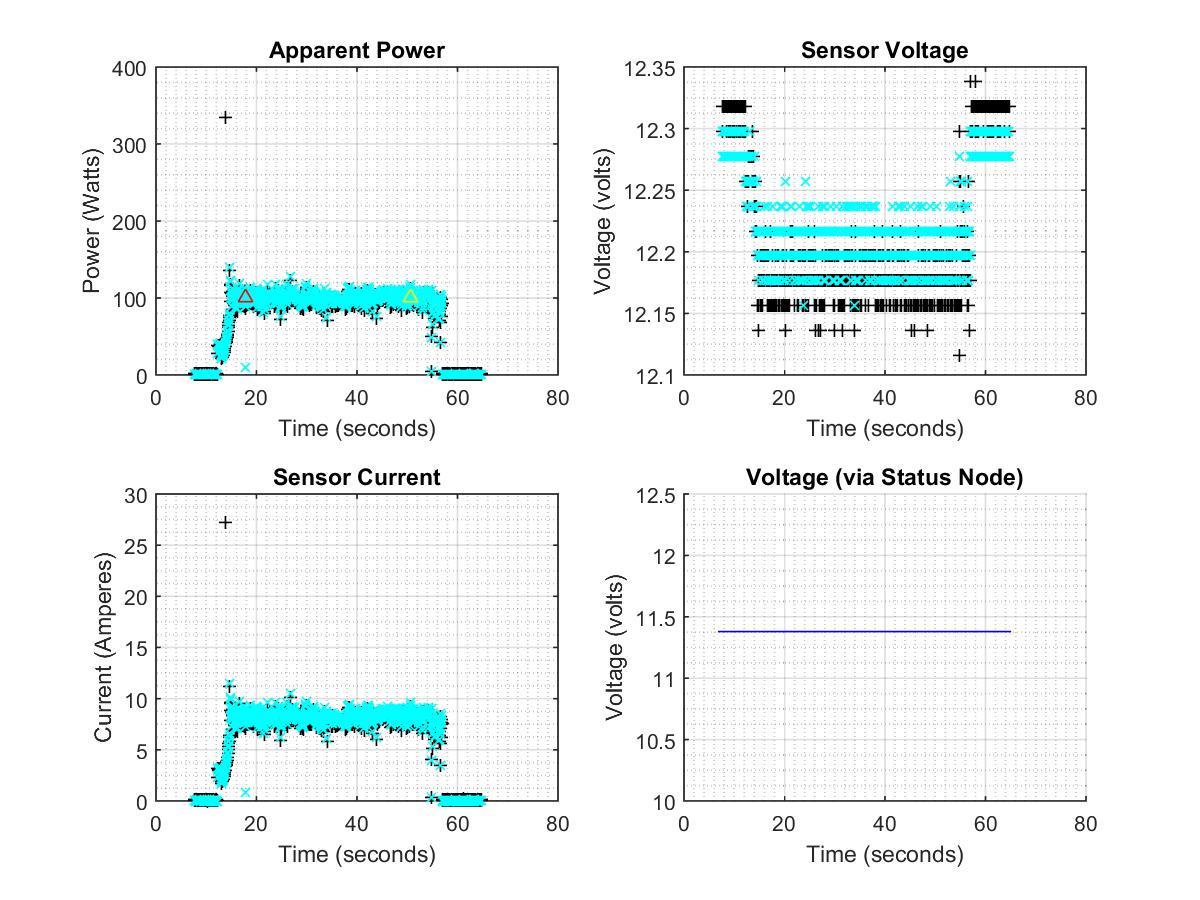 Apparent Power
400
300
200
100
0
Power (Watts)
0 20 40 60 80
Time (seconds)
Sensor Voltage
12.35
12.3
12.25
12.2
12.15
12.1
Voltage (volts)
0 20 40 60 80
Time (seconds)
Sensor Current
30
25
20
15
10
5
0
Current (Amperes)
0 20 40 60 80
Time (seconds)
Voltage (via Status Node)
12.5
12
11.5
11
10.5
10
Voltage (volts)
0 20 40 60 80
Time (seconds)